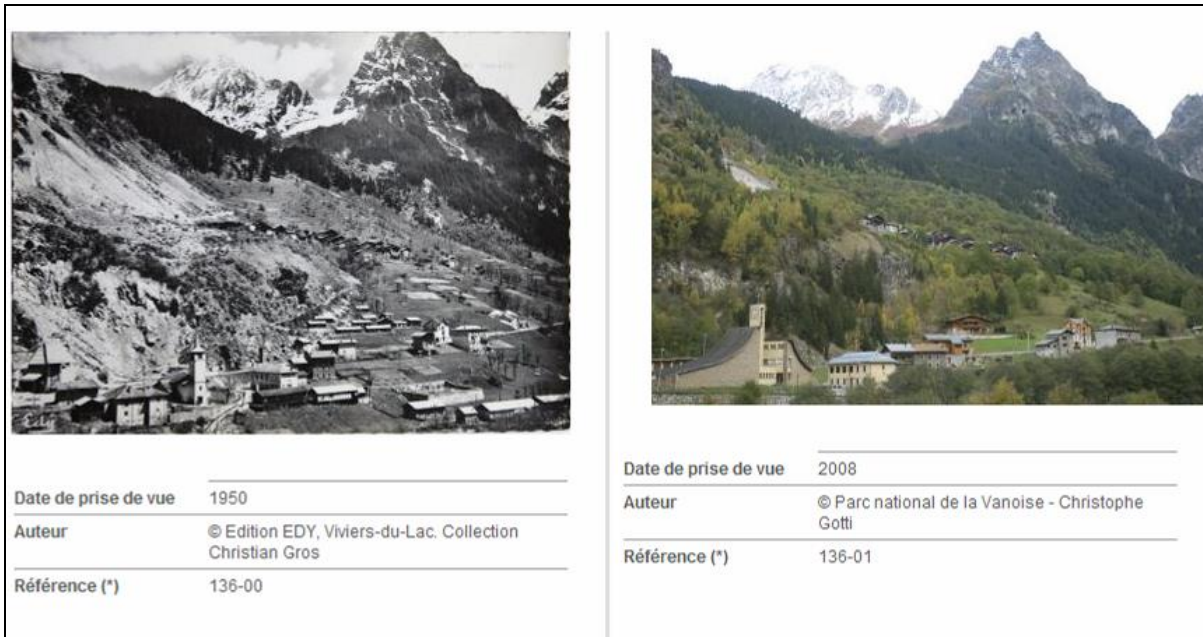 Edy
Date de prise de vue 1950
Auteur © Edition EDY, Viviers-du-Lac. Collection
Christian Gros
Référence (*) 136-00
Date de prise de vue 2008
Auteur © Parc national de la Vanoise - Christophe
Gotti
Référence (*) 136-01